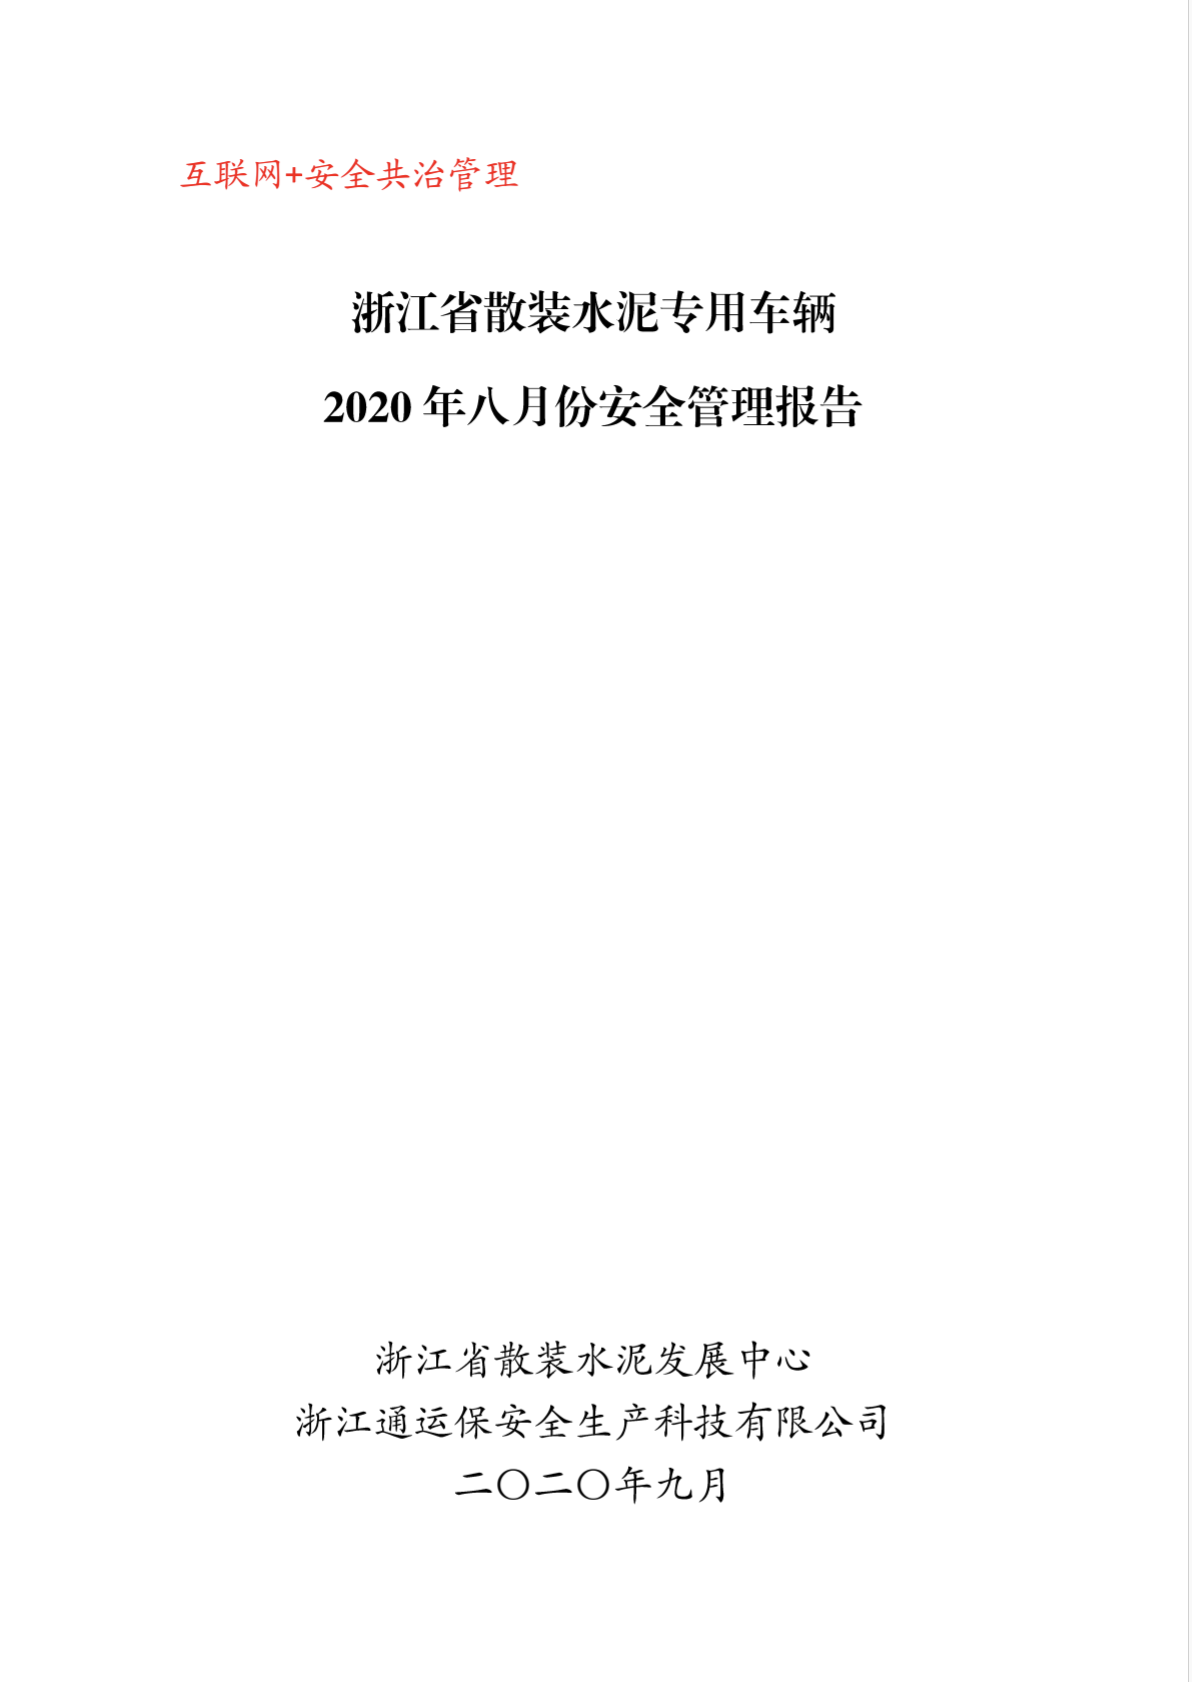 互联网+安全共治管理
浙江省散装水泥专用车辆
2020 年八月份安全管理报告
浙江省散装水泥发展中心
浙江通运保安全生产科技有限公司
二〇二〇年九月